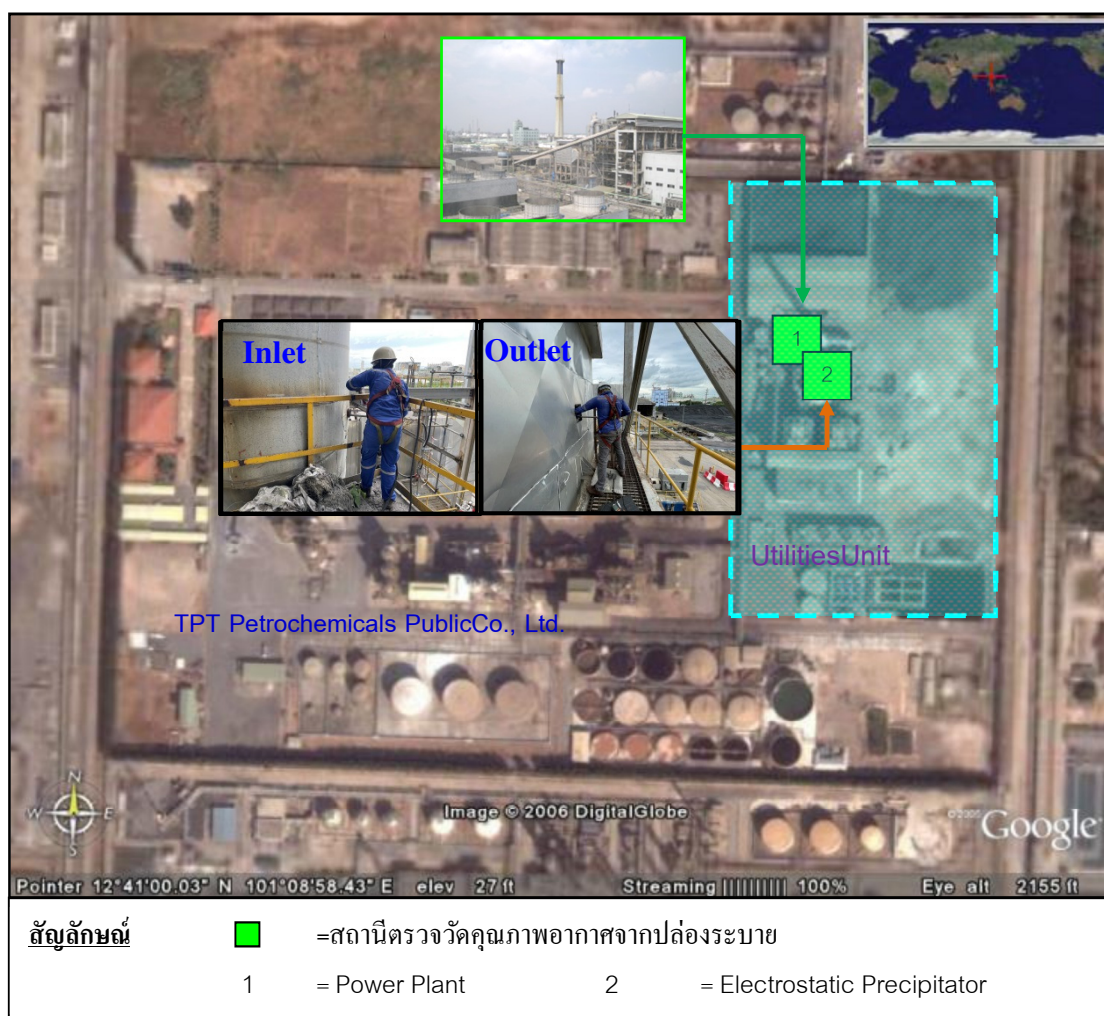 Inlet
Outlet
1
2
UtilitiesUnit
TPT Petrochemicals PublicCo., Ltd.
N
W E
S
Image © 2006 DigitalGlobe
©2005 Google
Pointer 12°41'00.03" N 101°08'58.43" E elev 27 ft Streaming |||||||||| 100% Eye alt 2155 ft
สัญลักษณ์ =สถานีตรวจวัดคุณภาพอากาศจากปล่องระบาย
1 = Power Plant 2 = Electrostatic Precipitator